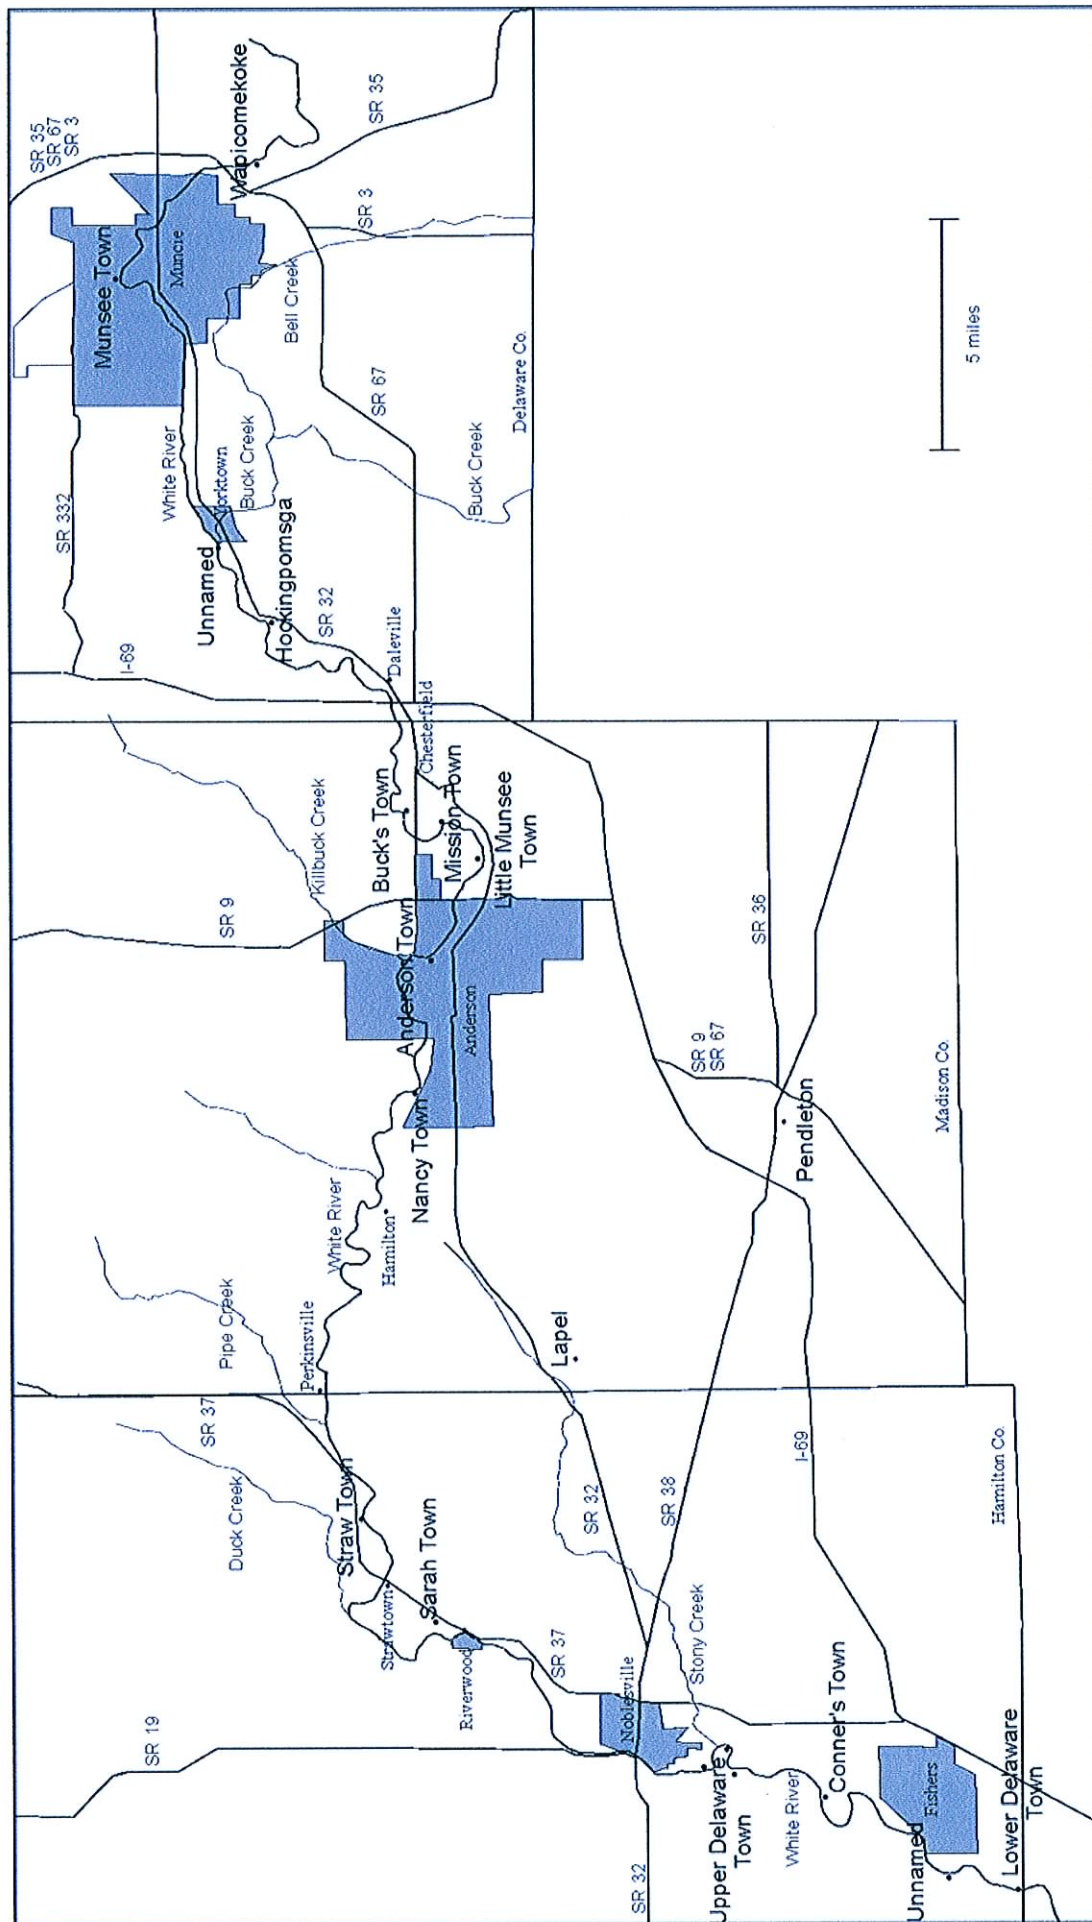 SR 35
SR 67
SR 3
Wapicomekoke
SR 35
SR 3
Munsee Town
Muncie
Bell Creek
SR 67
Delaware Co.
5 miles
SR 332
White River
Yorktown
Buck Creek
Buck Creek
Unnamed
Hockingpomsga
SR 32
I-69
Daleville
Chesterfield
Killbuck Creek
Buck's Town
Mission Town
Little Munsee
Town
SR 9
Anderson Town
Anderson
SR 36
SR 9
SR 67
Pendleton
Madison Co.
Nancy Town
White River
Hamilton
Pipe Creek
Perkinsville
Lapel
SR 37
Duck Creek
Straw Town
Strawtown
Sarah Town
Riverwood
SR 32
SR 38
I-69
Hamilton Co.
SR 19
SR 37
Stony Creek
Noblesville
SR 32
Upper Delaware
Town
White River
Conner's Town
Fishers
Unnamed
Lower Delaware
Town